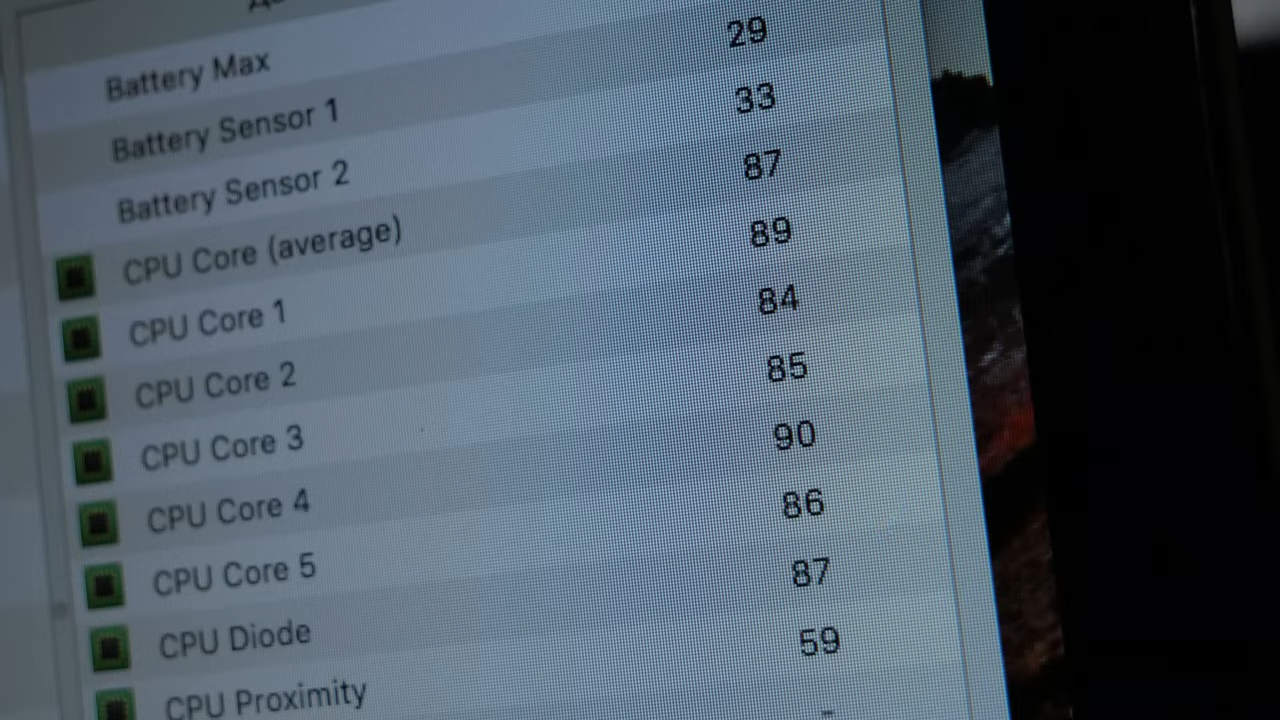 Battery Max
Battery Sensor 1 29
Battery Sensor 2 33
CPU Core (average) 87
CPU Core 1 89
CPU Core 2 84
CPU Core 3 85
CPU Core 4 90
CPU Core 5 86
CPU Diode 87
CPU Proximity 59
-